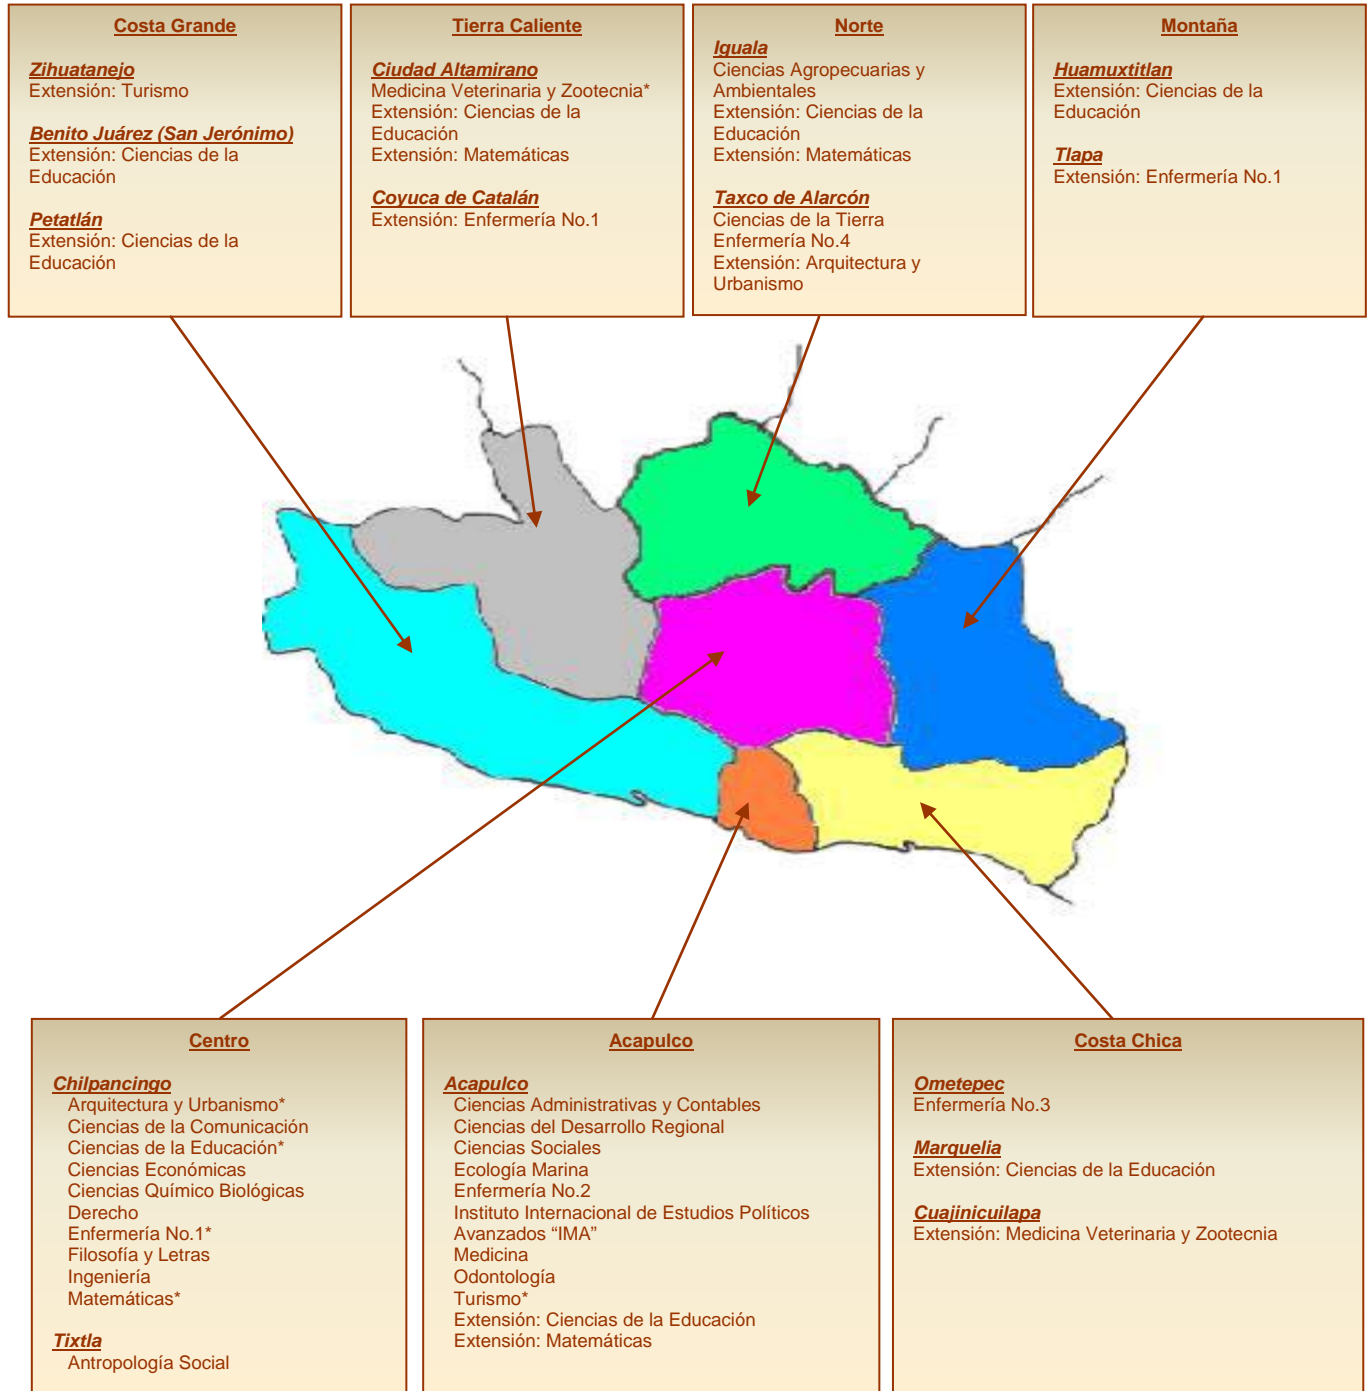 Costa Grande
Zihuatanejo
Extensión: Turismo
Benito Juárez (San Jerónimo)
Extensión: Ciencias de la
Educación
Petatlán
Extensión: Ciencias de la
Educación
Tierra Caliente
Ciudad Altamirano
Medicina Veterinaria y Zootecnia*
Extensión: Ciencias de la
Educación
Extensión: Matemáticas
Coyuca de Catalán
Extensión: Enfermería No.1
Norte
Iguala
Ciencias Agropecuarias y
Ambientales
Extensión: Ciencias de la
Educación
Extensión: Matemáticas
Taxco de Alarcón
Ciencias de la Tierra
Enfermería No.4
Extensión: Arquitectura y
Urbanismo
Montaña
Huamuxtitlan
Extensión: Ciencias de la
Educación
Tlapa
Extensión: Enfermería No.1
Centro
Chilpancingo
Arquitectura y Urbanismo*
Ciencias de la Comunicación
Ciencias de la Educación*
Ciencias Económicas
Ciencias Químico Biológicas
Derecho
Enfermería No.1*
Filosofía y Letras
Ingeniería
Matemáticas*
Tixtla
Antropología Social
Acapulco
Acapulco
Ciencias Administrativas y Contables
Ciencias del Desarrollo Regional
Ciencias Sociales
Ecología Marina
Enfermería No.2
Instituto Internacional de Estudios Políticos
Avanzados “IMA”
Medicina
Odontología
Turismo*
Extensión: Ciencias de la Educación
Extensión: Matemáticas
Costa Chica
Ometepec
Enfermería No.3
Marquelia
Extensión: Ciencias de la Educación
Cuajinicuilapa
Extensión: Medicina Veterinaria y Zootecnia